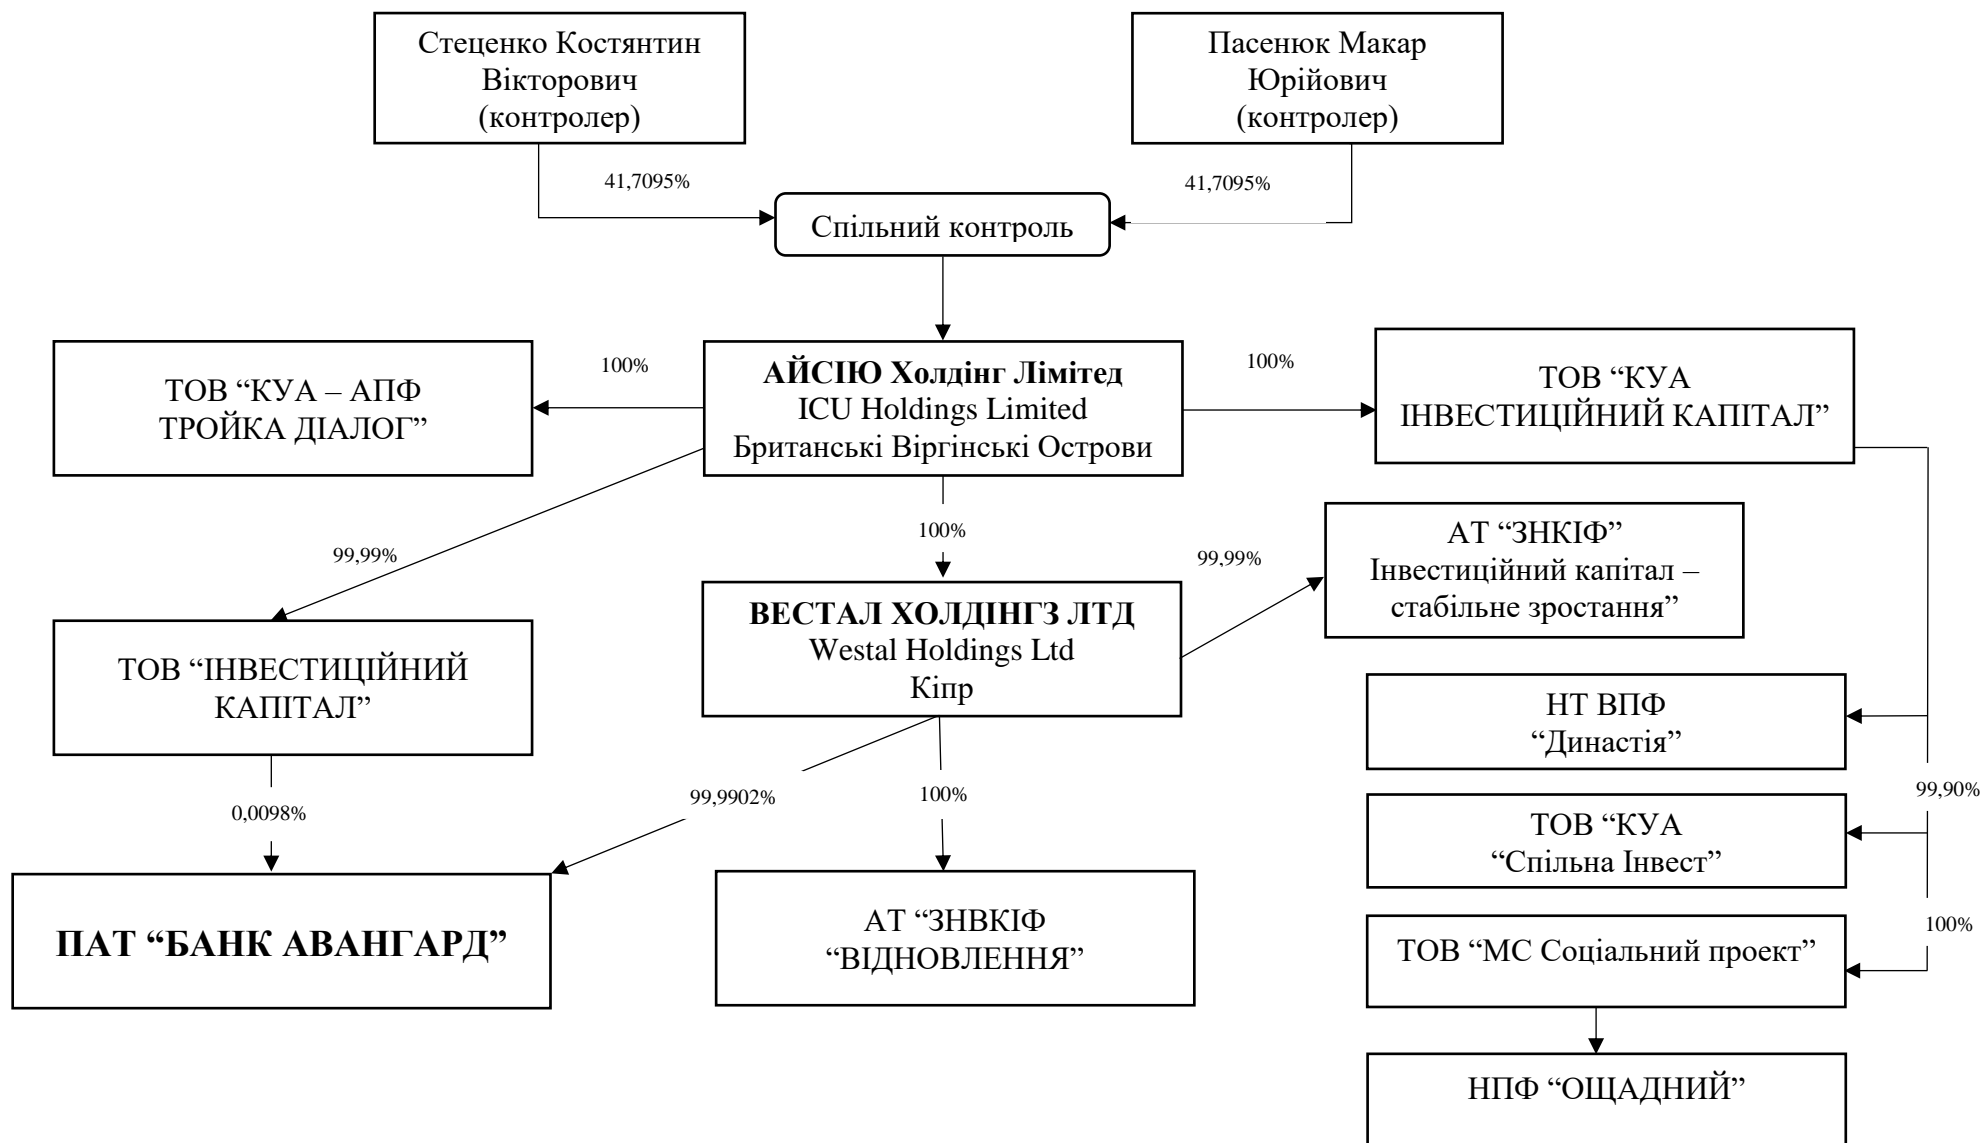 Стеценко Костянтин
Вікторович
(контролер)
Пасенюк Макар
Юрійович
(контролер)
41,7095%
41,7095%
Спільний контроль
ТОВ “КУА – АПФ
ТРОЙКА ДІАЛОГ”
100%
АЙСІЮ Холдінг Лімітед
ICU Holdings Limited
Британські Віргінські Острови
100%
ТОВ “КУА
ІНВЕСТИЦІЙНИЙ КАПІТАЛ”
99,99%
100%
99,99%
АТ “ЗНКІФ”
Інвестиційний капітал –
стабільне зростання”
ТОВ “ІНВЕСТИЦІЙНИЙ
КАПІТАЛ”
ВЕСТАЛ ХОЛДІНГЗ ЛТД
Westal Holdings Ltd
Кіпр
НТ ВПФ
“Династія”
0,0098%
99,9902%
100%
99,90%
ТОВ “КУА
“Спільна Інвест”
ПАТ “БАНК АВАНГАРД”
АТ “ЗНВКІФ
“ВІДНОВЛЕННЯ”
100%
ТОВ “МС Соціальний проект”
НПФ “ОЩАДНИЙ”